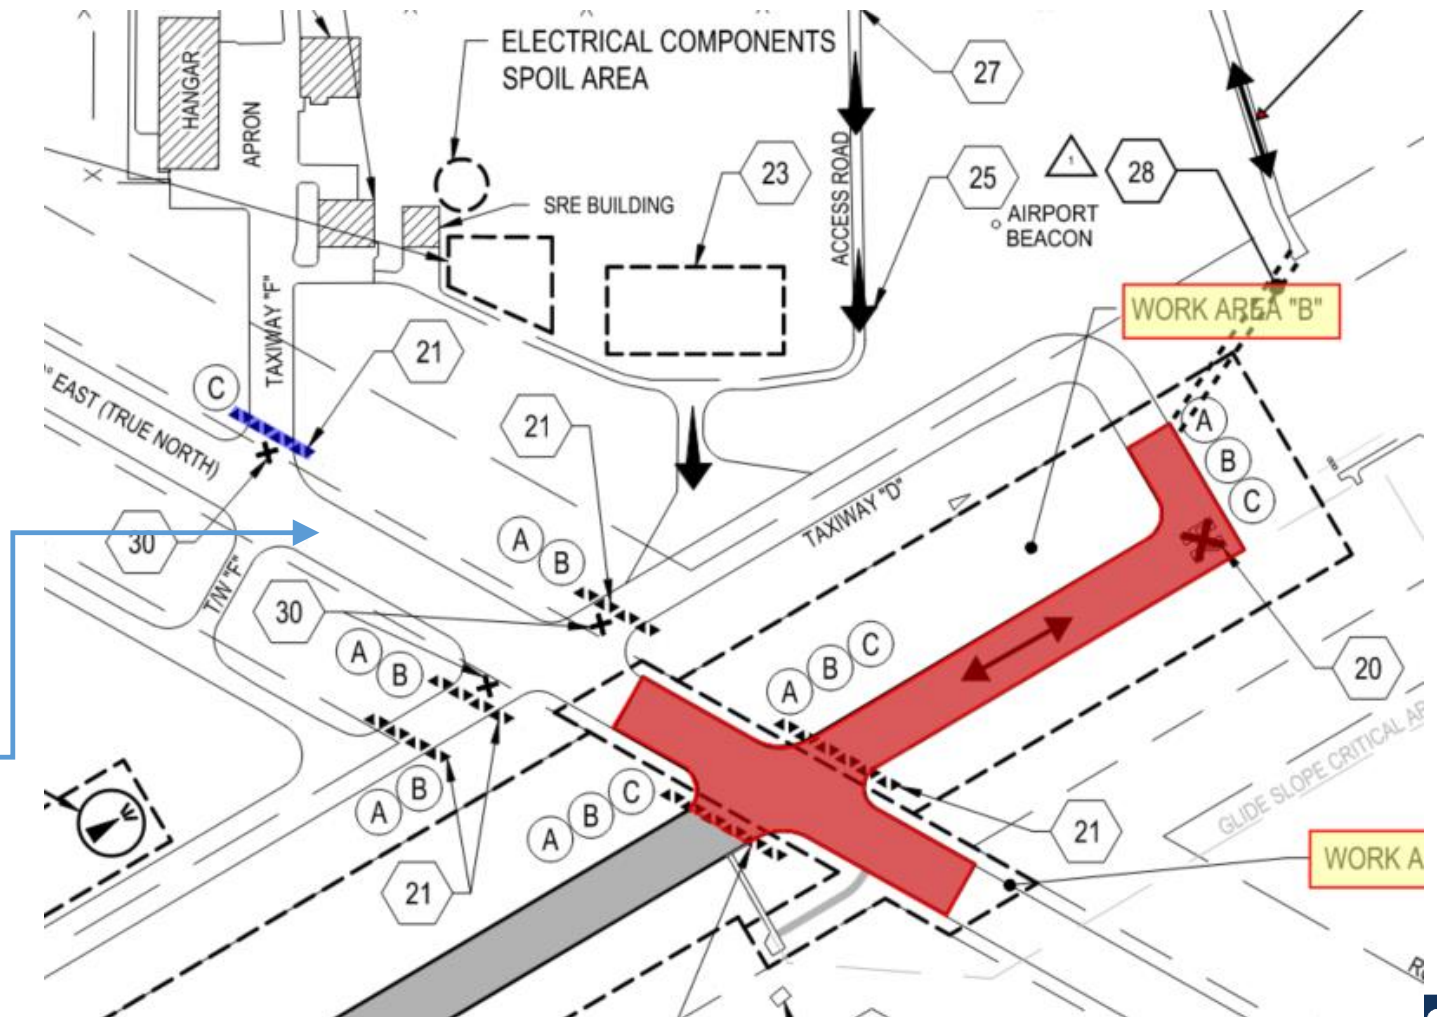 ELECTRICAL COMPONENTS
SPOIL AREA
HANGAR
APRON
27
23
ACCESS ROAD
25
1
28
SRE BUILDING
AIRPORT
BEACON
WORK AREA "B"
TAXIWAY "F"
21
C
° EAST (TRUE NORTH)
21
A
B
C
TAXIWAY "D"
30
A
B
T/W "F"
30
A
B
C
A
B
20
GLIDE SLOPE CRITICAL
A
B
A
B
C
21
21
WORK A